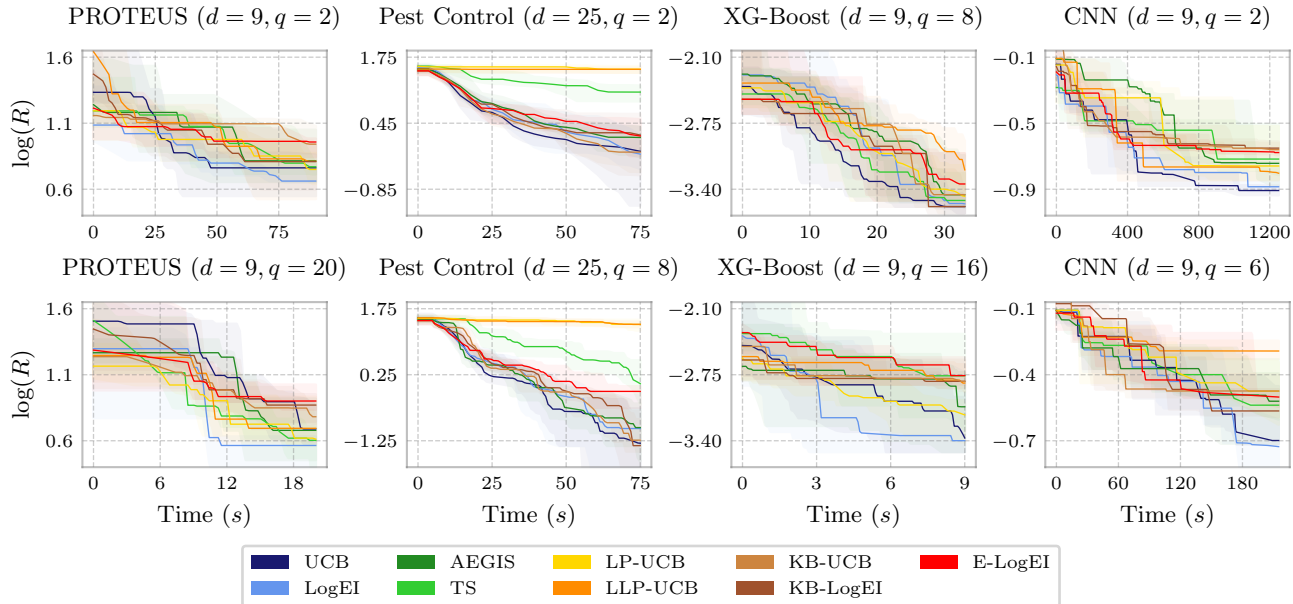 PROTEUS (d = 9, q = 2) Pest Control (d = 25, q = 2) XG-Boost (d = 9, q = 8) CNN (d = 9, q = 2)
log(R)
1.6 1.1 0.6
0 25 50 75
1.75 0.45 −0.85
0 25 50 75
−2.10 −2.75 −3.40
0 10 20 30
−0.1 −0.5 −0.9
0 400 800 1200
PROTEUS (d = 9, q = 20) Pest Control (d = 25, q = 8) XG-Boost (d = 9, q = 16) CNN (d = 9, q = 6)
log(R)
1.6 1.1 0.6
0 6 12 18
1.75 0.25 −1.25
0 25 50 75
−2.10 −2.75 −3.40
0 3 6 9
−0.1 −0.4 −0.7
0 60 120 180
Time (s) Time (s) Time (s) Time (s)
UCB AEGIS LP-UCB KB-UCB E-LogEI
LogEI TS LLP-UCB KB-LogEI